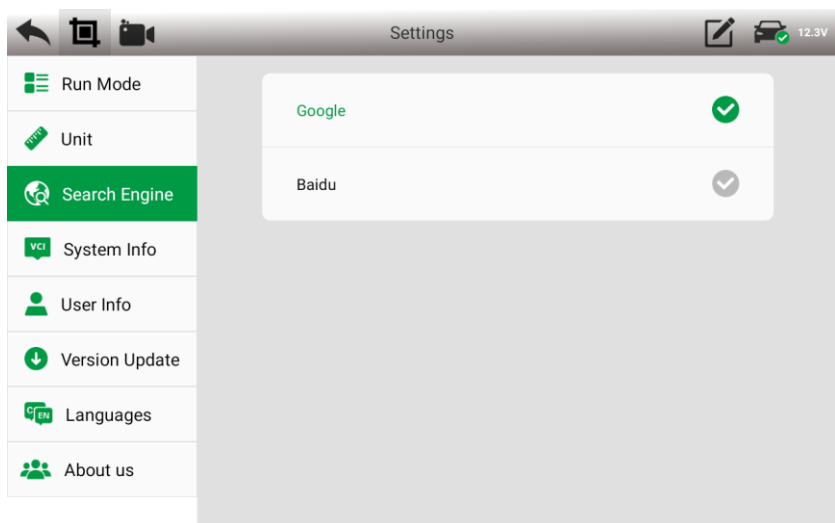 Settings
12.3V
Run Mode
Unit
Search Engine
VCI
System Info
User Info
Version Update
C EN
Languages
About us
Google
Baidu